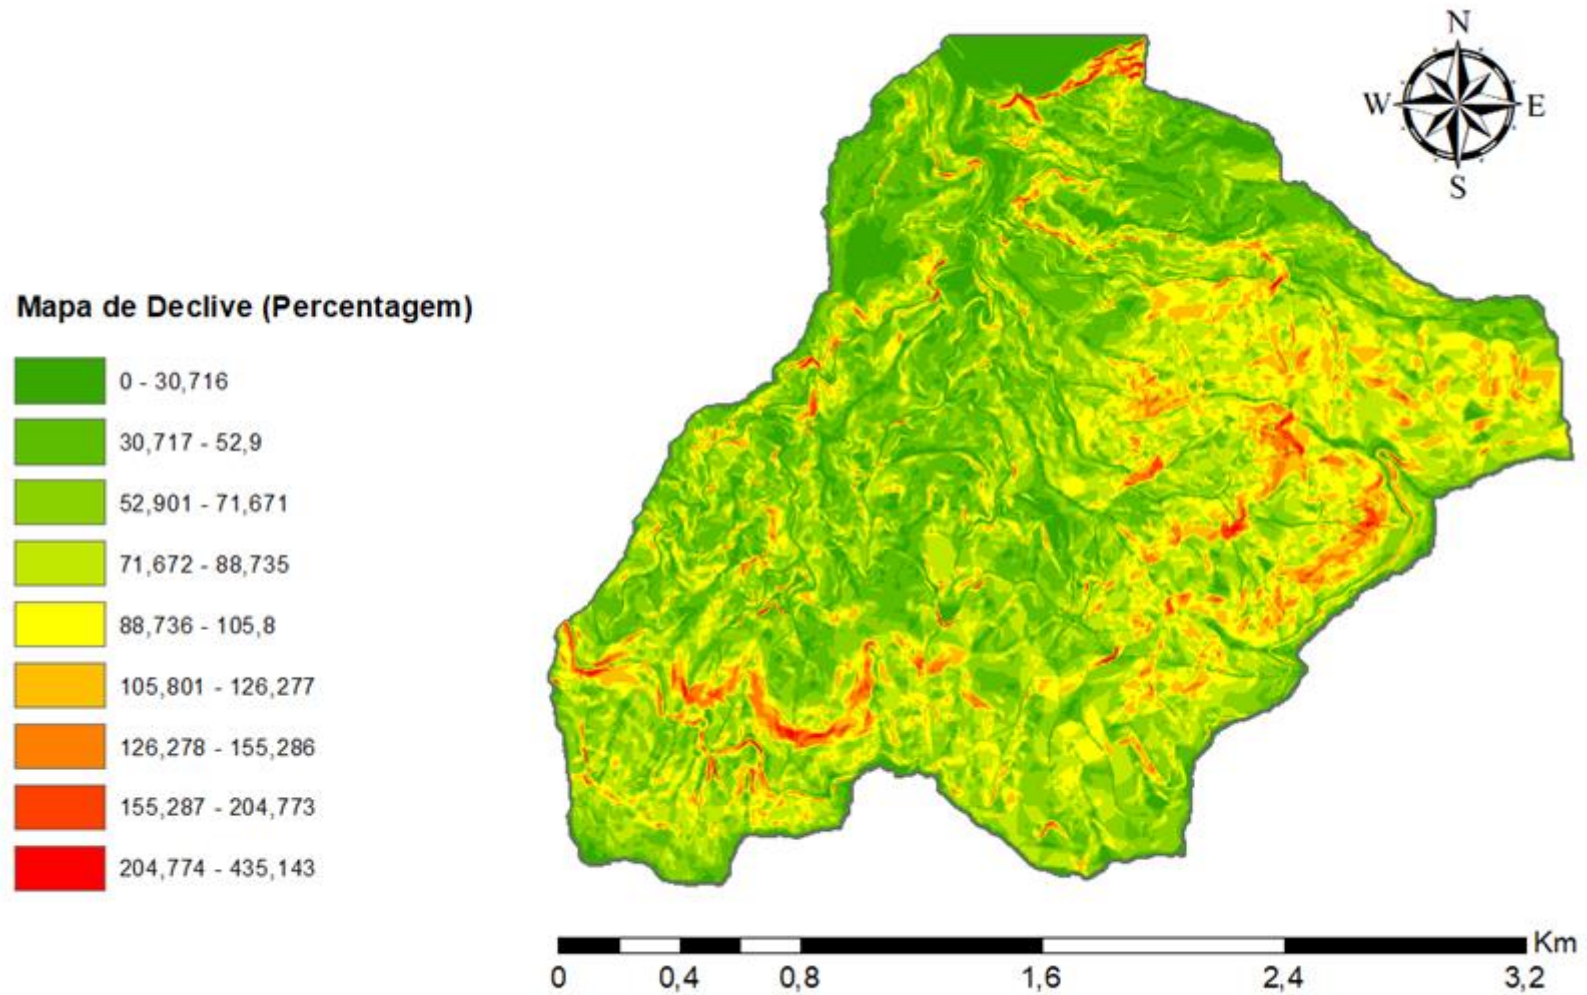 N
W E
S
Mapa de Declive (Percentagem)
0 - 30,716
30,717 - 52,9
52,901 - 71,671
71,672 - 88,735
88,736 - 105,8
105,801 - 126,277
126,278 - 155,286
155,287 - 204,773
204,774 - 435,143
Km
0 0,4 0,8 1,6 2,4 3,2